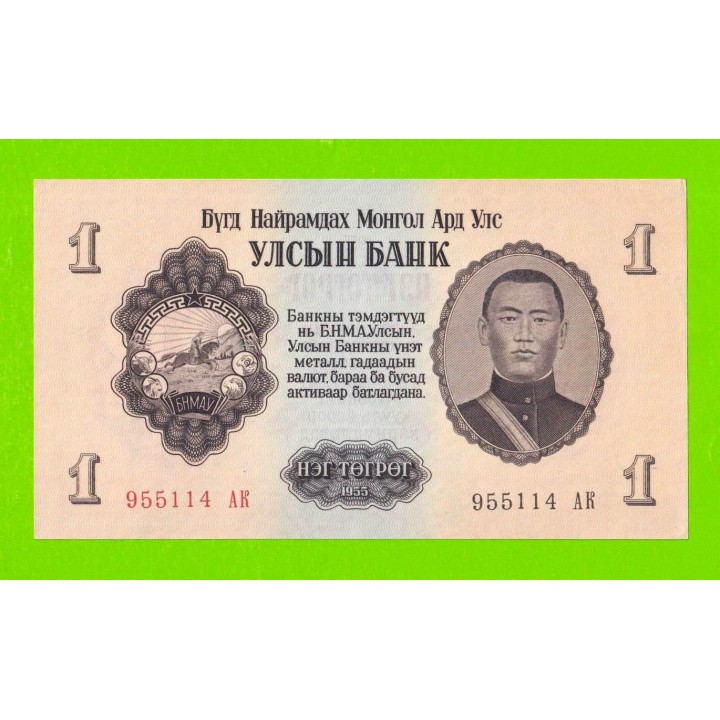 Бүгд Найрамдах Монгол Ард Улс
УЛСЫН БАНК
1
1
Банкны тэмдэгтүүд
нь Б.Н.М.А.Улсын,
Улсын Банкны үнэт
металл, гадаадын
валют, бараа ба бусад
активаар батлагдана.
БНМАУ
НЭГ ТӨГРӨГ
1955
1
955114 АК
955114 АК
1